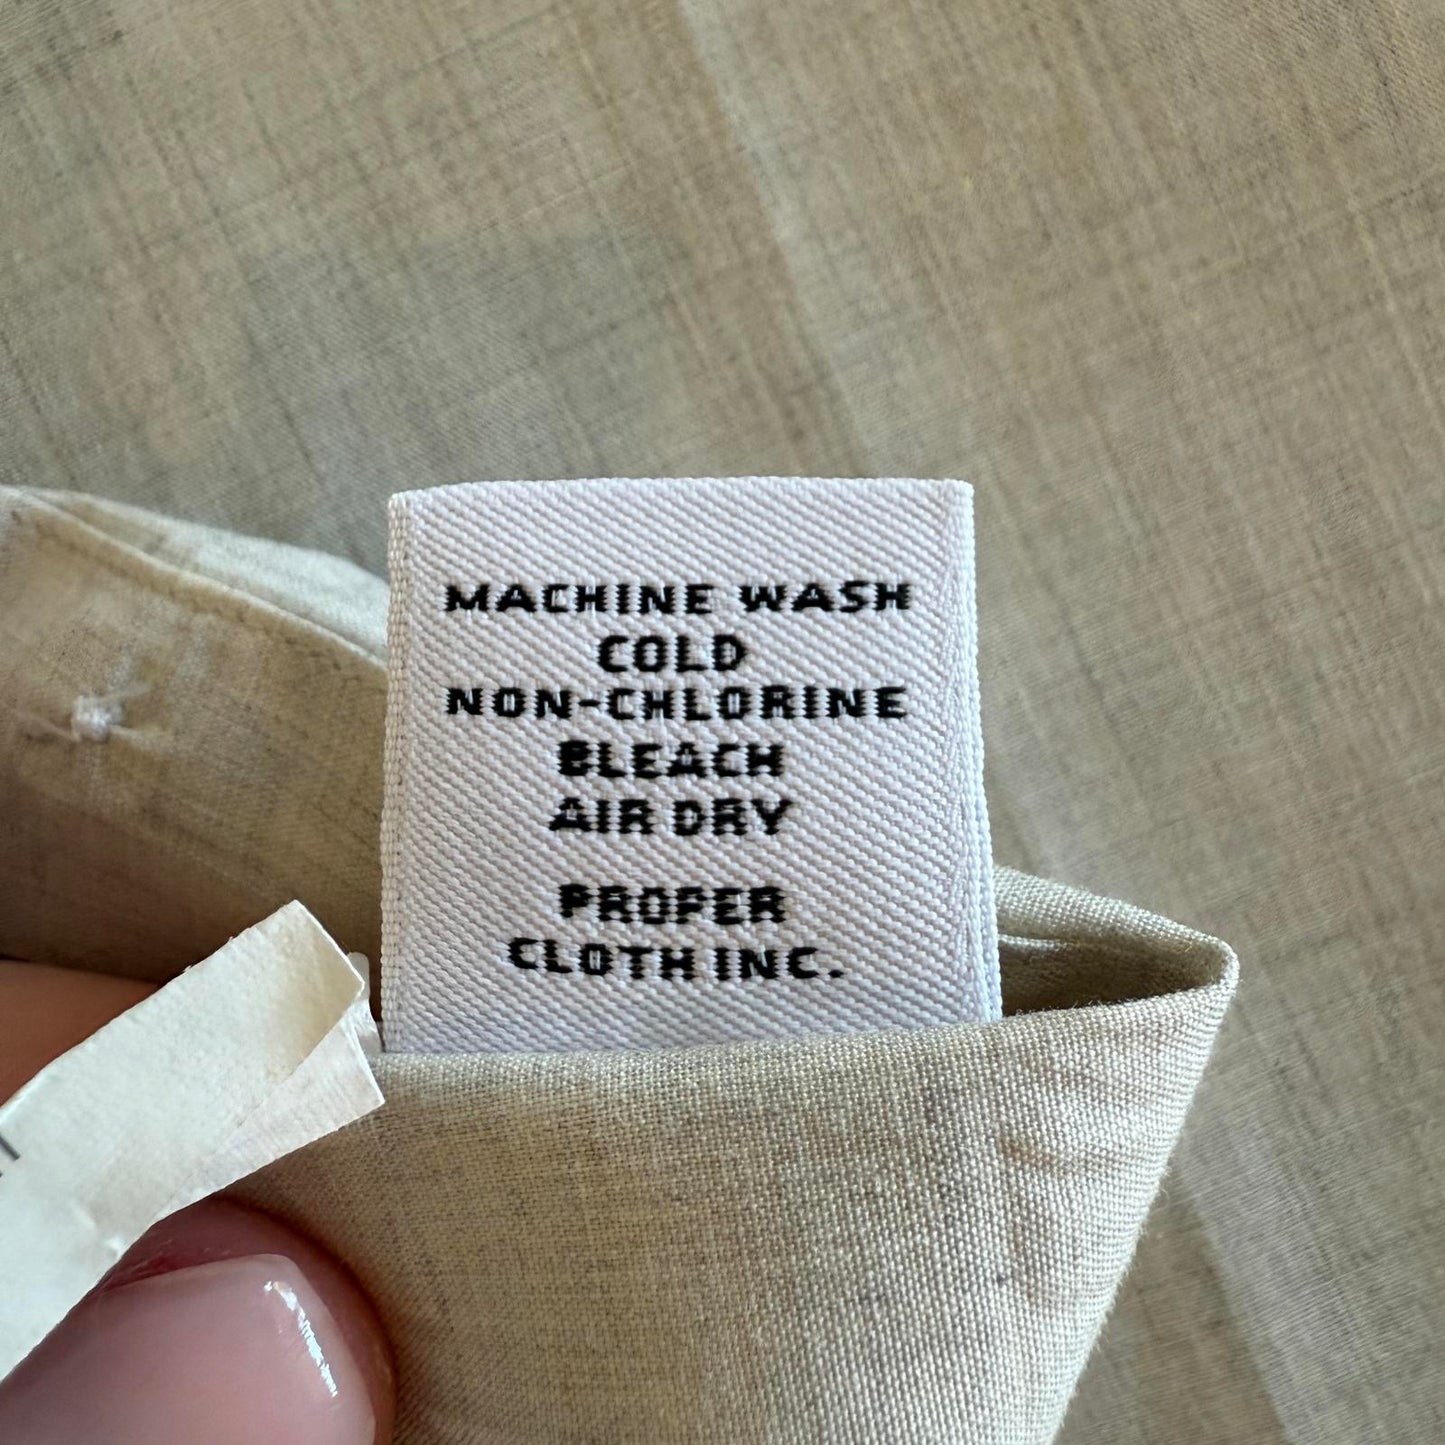 MACHINE WASH
COLD
NON-CHLORINE
BLEACH
AIR DRY
PROPER
CLOTH INC.